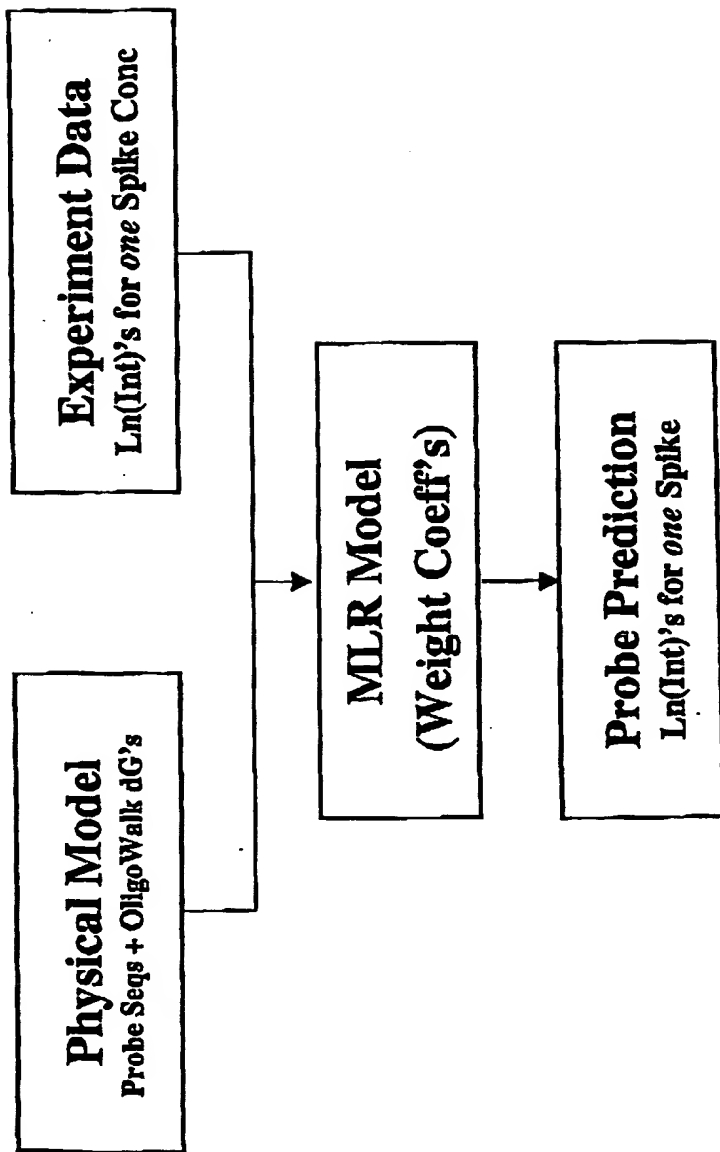 Physical Model
Probe Seqs + OligoWalk dG's
Experiment Data
Ln(Int)'s for one Spike Conc
MLR Model
(Weight Coeff's)
Probe Prediction
Ln(Int)'s for one Spike